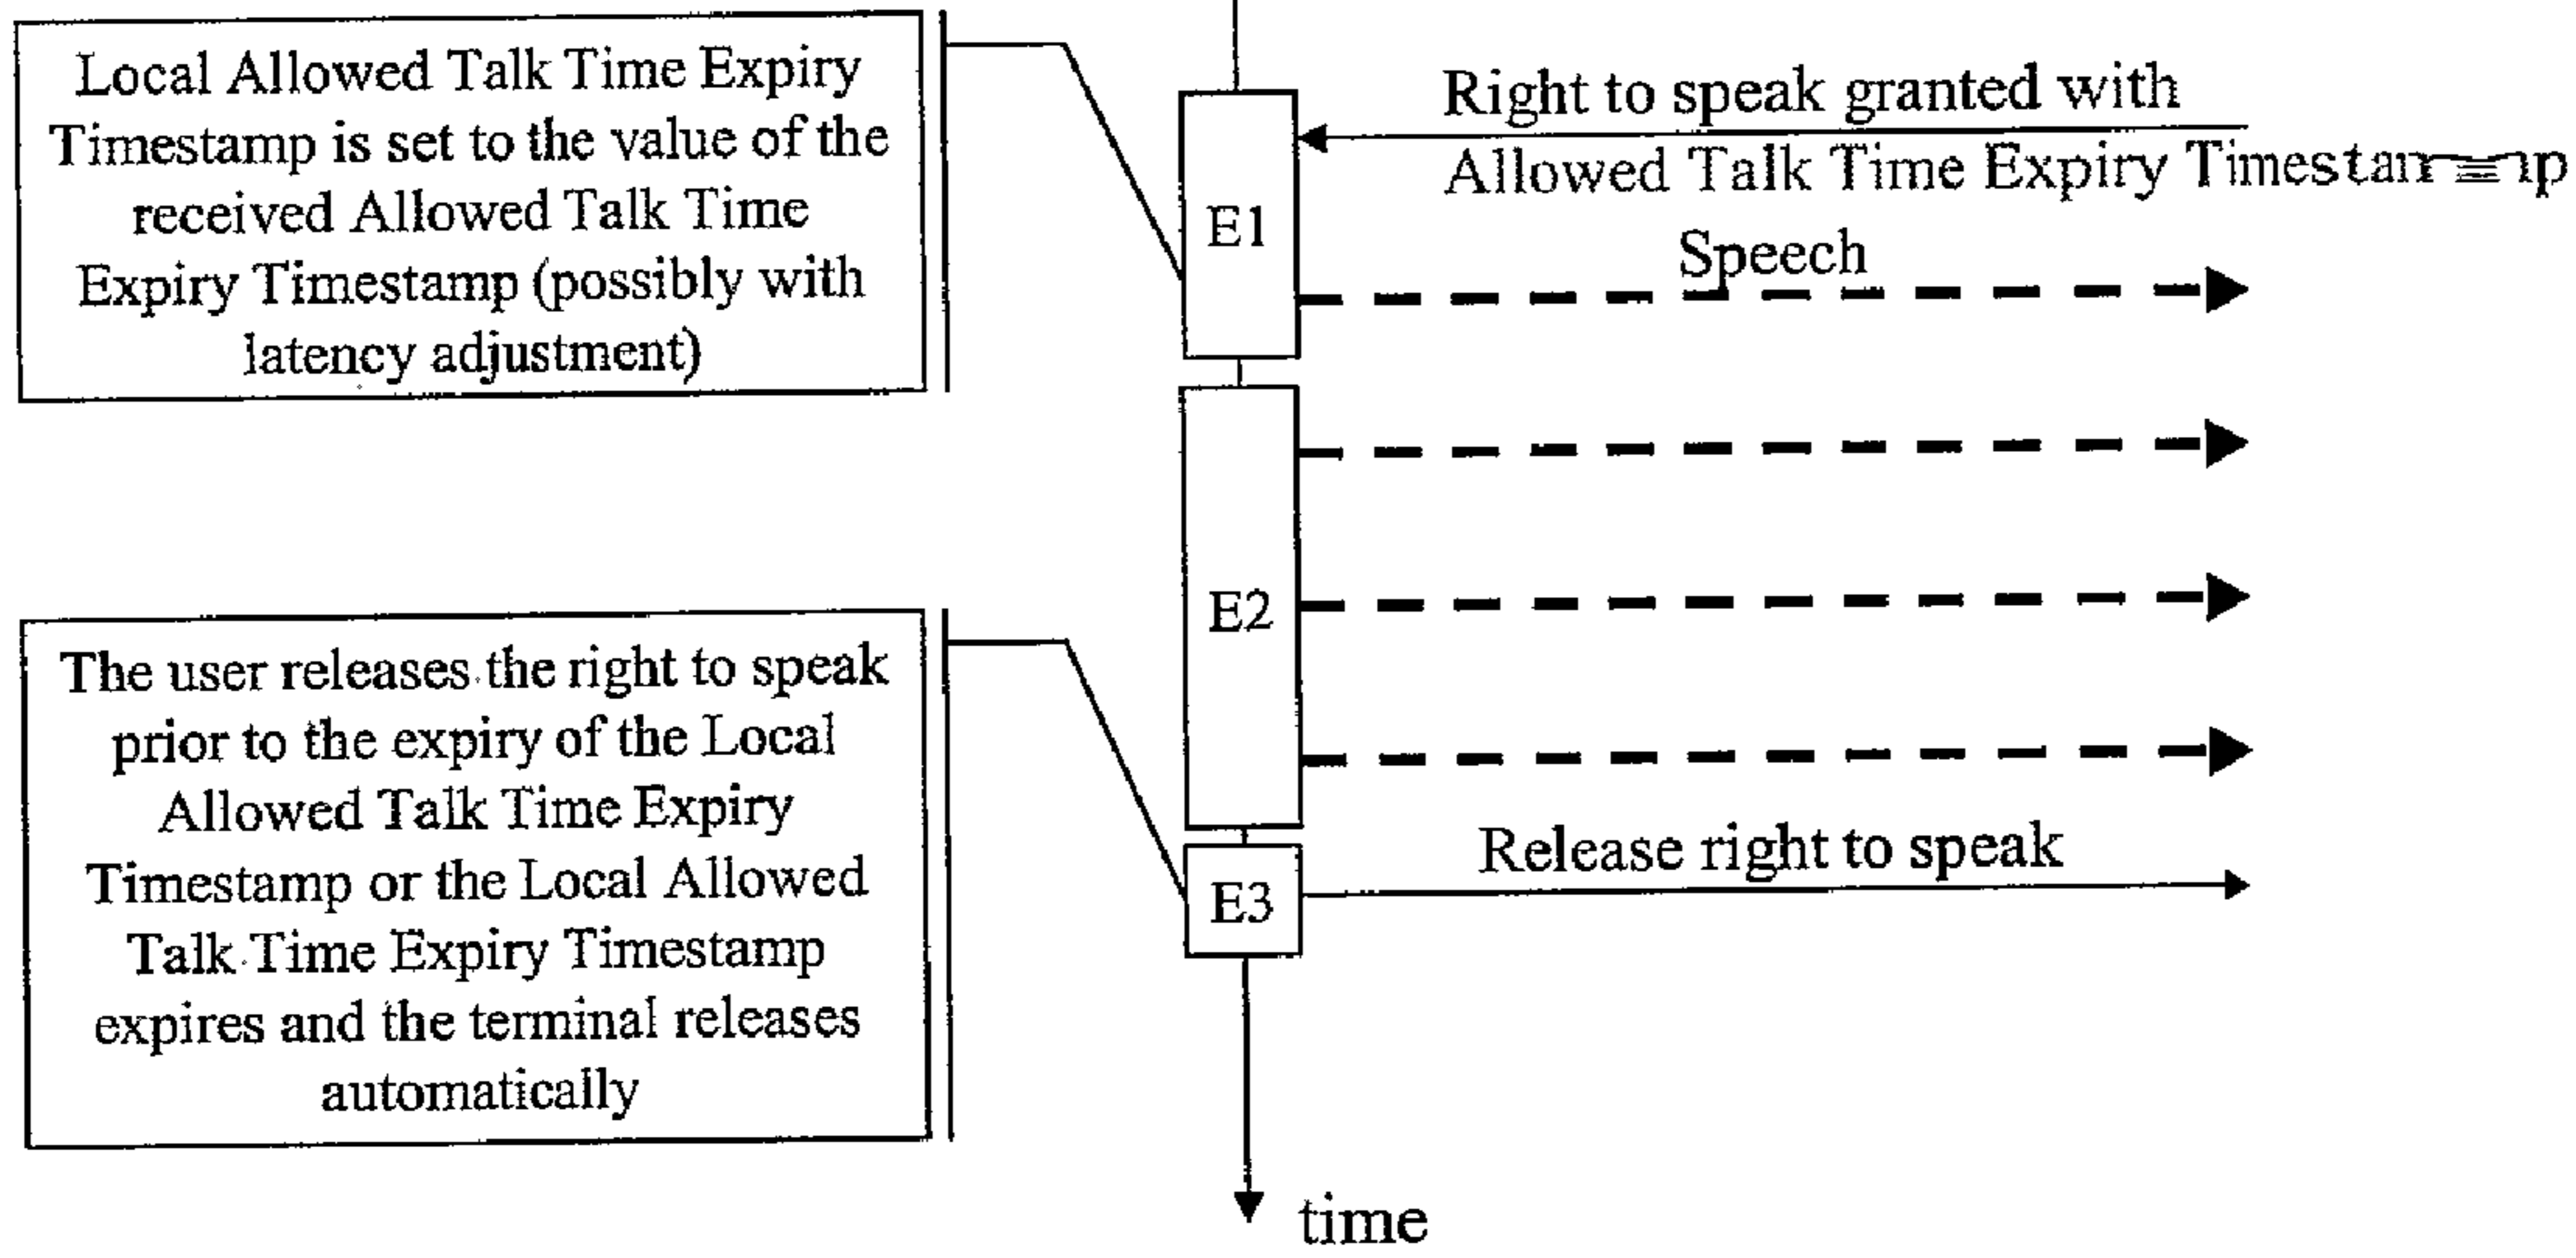 Local Allowed Talk Time Expiry
Timestamp is set to the value of the
received Allowed Talk Time
Expiry Timestamp (possibly with
latency adjustment)
Right to speak granted with
Allowed Talk Time Expiry Timestamp
E1
Speech
E2
The user releases the right to speak
prior to the expiry of the Local
Allowed Talk Time Expiry
Timestamp or the Local Allowed
Talk Time Expiry Timestamp
expires and the terminal releases
automatically
Release right to speak
E3
time